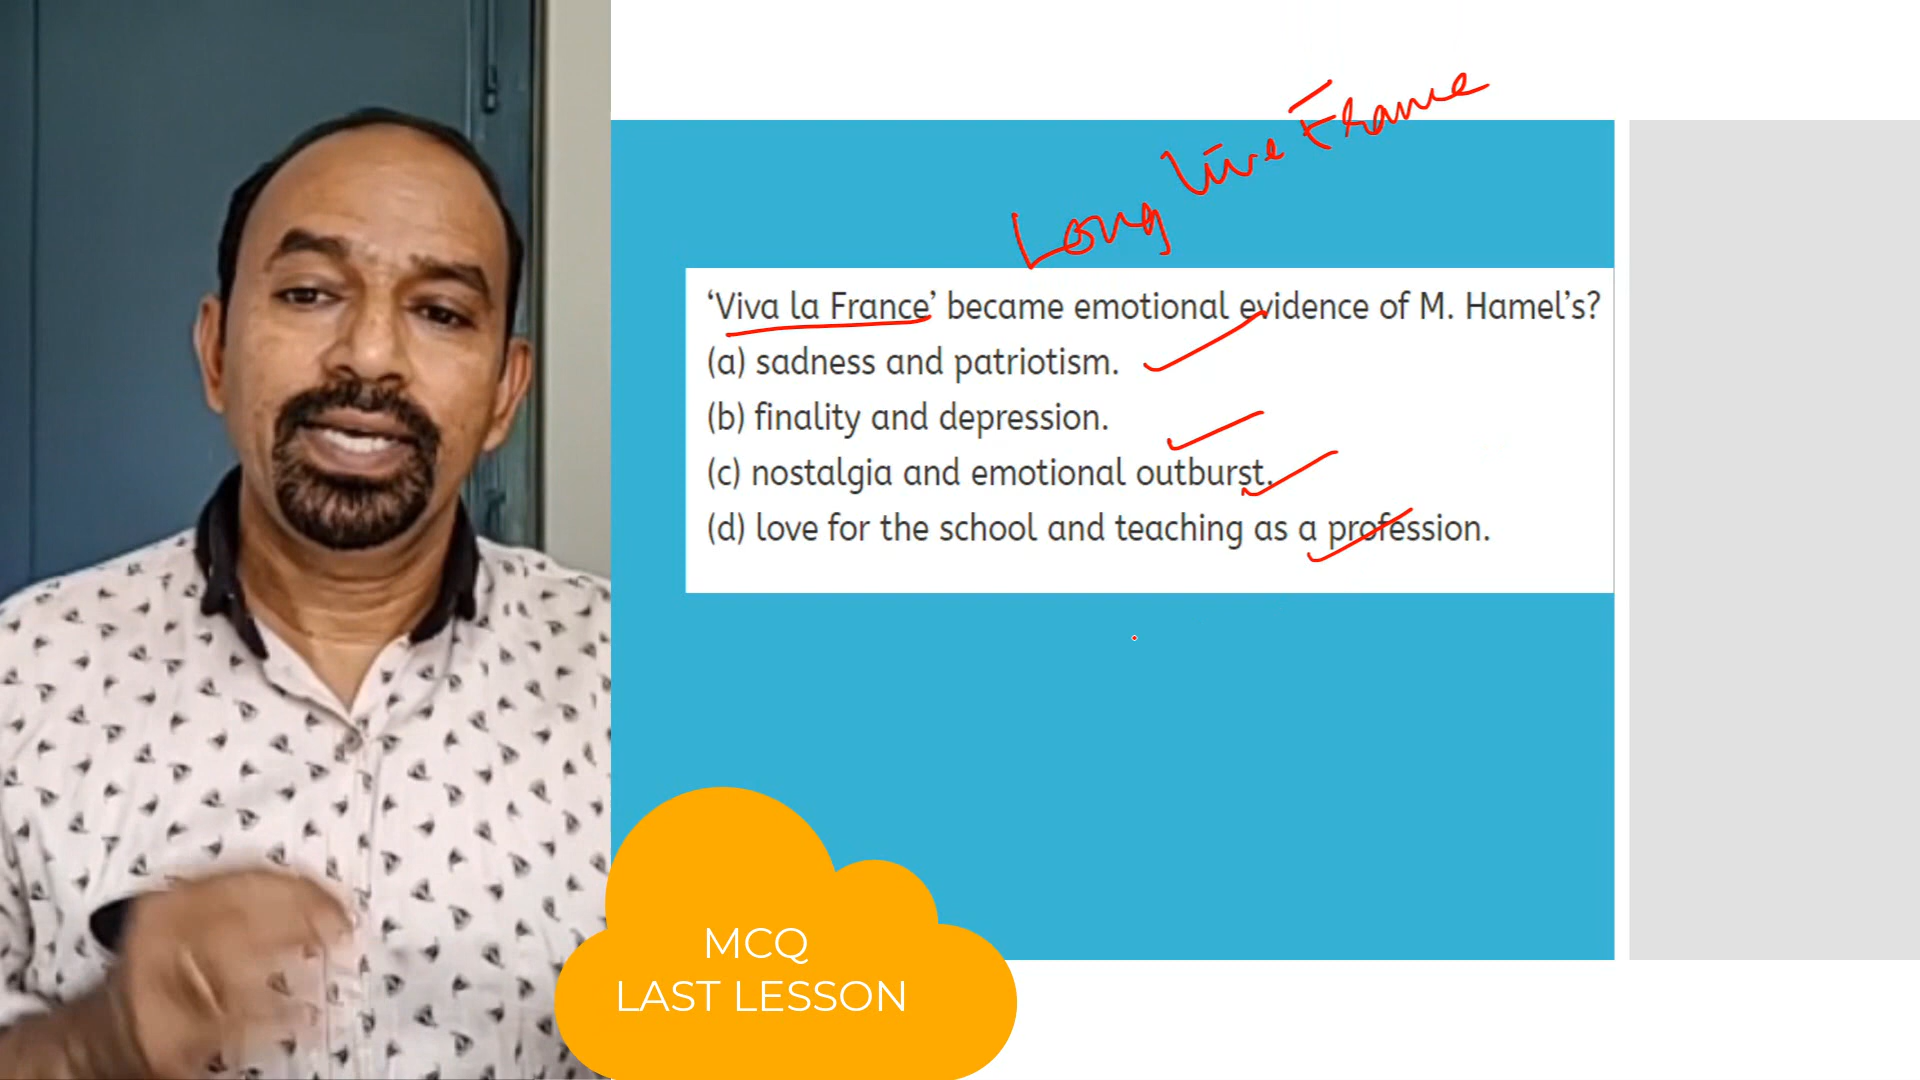 Long Live France
‘Viva la France’ became emotional evidence of M. Hamel’s?
(a) sadness and patriotism.
(b) finality and depression.
(c) nostalgia and emotional outburst.
(d) love for the school and teaching as a profession.
MCQ
LAST LESSON